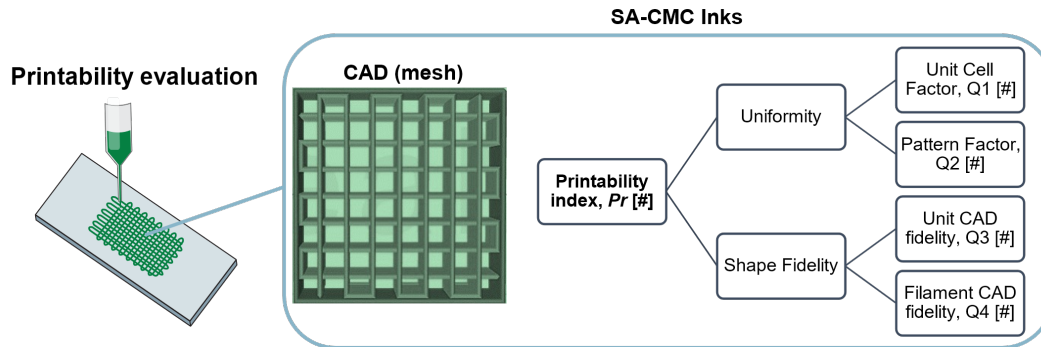 SA-CMC Inks
Printability evaluation
CAD (mesh)
Printability
index, Pr [#]
Uniformity
Shape Fidelity
Unit Cell
Factor, Q1 [#]
Pattern Factor,
Q2 [#]
Unit CAD
fidelity, Q3 [#]
Filament CAD
fidelity, Q4 [#]